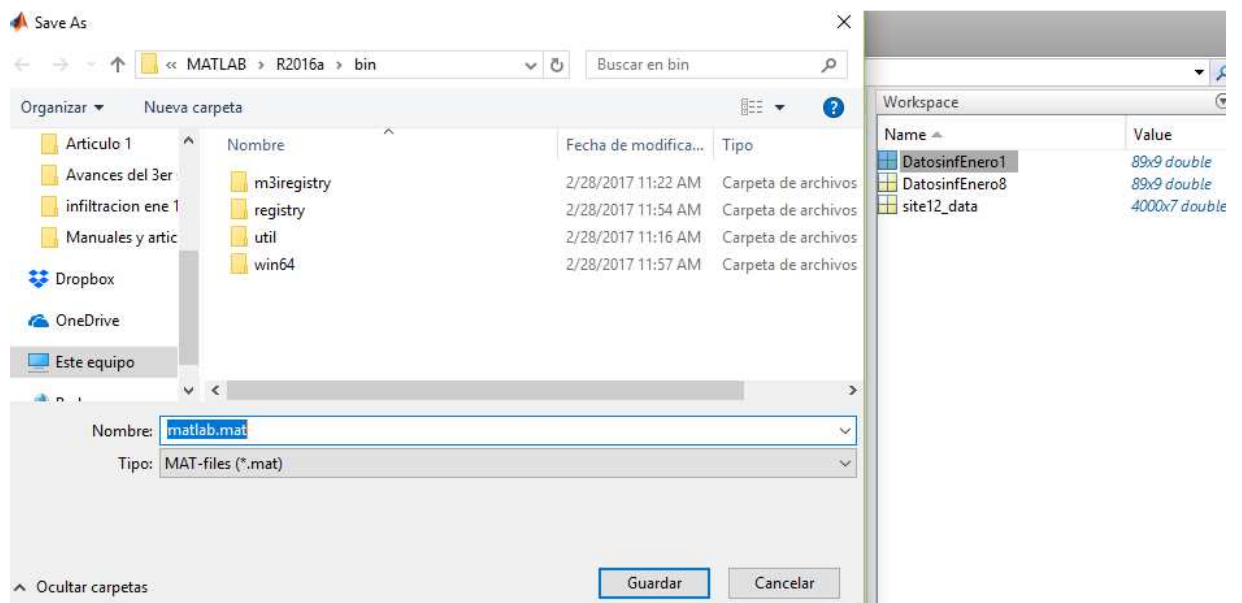 Save As
« MATLAB › R2016a › bin
Buscar en bin
Organizar
Nueva carpeta
Articulo 1
Avances del 3er
infiltracion ene 1
Manuales y artic
Dropbox
OneDrive
Este equipo
Nombre
Fecha de modifica...
Tipo
m3iregistry
2/28/2017 11:22 AM
Carpeta de archivos
registry
2/28/2017 11:54 AM
Carpeta de archivos
util
2/28/2017 11:16 AM
Carpeta de archivos
win64
2/28/2017 11:57 AM
Carpeta de archivos
Nombre: matlab.mat
Tipo: MAT-files (*.mat)
Ocultar carpetas
Guardar
Cancelar
Workspace
Name
Value
DatosinfEnero1
89x9 double
DatosinfEnero8
89x9 double
site12_data
4000x7 double